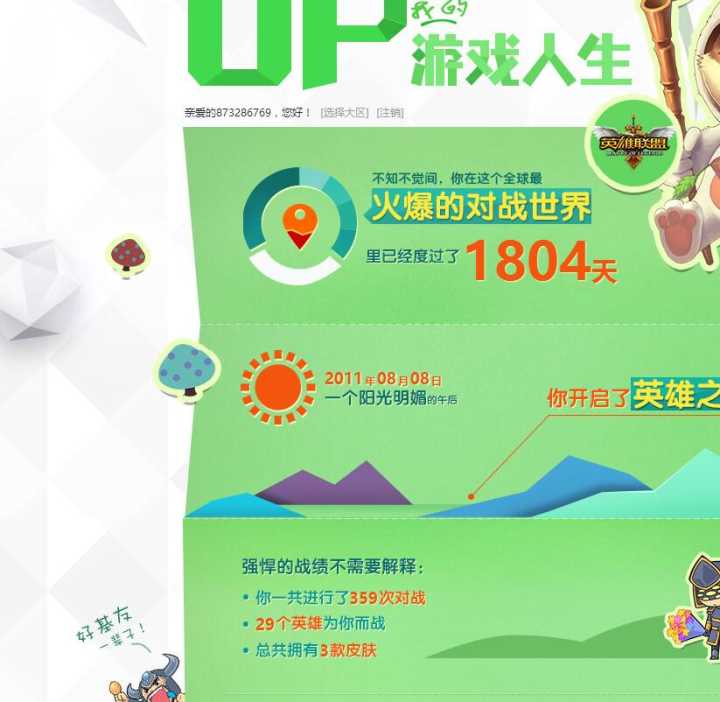 UP
我的
游戏人生
亲爱的873286769，您好！ [选择大区] [注销]
英雄联盟
不知不觉间，你在这个全球最
火爆的对战世界
里已经度过了1804天
2011年08月08日
一个阳光明媚的午后
你开启了英雄之
强悍的战绩不需要解释：
• 你一共进行了359次对战
• 29个英雄为你而战
• 总共拥有3款皮肤
好基友
一辈子！